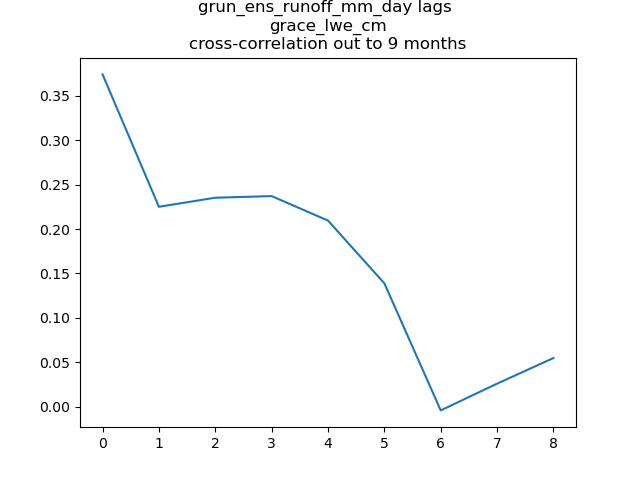 grun_ens_runoff_mm_day lags
grace_lwe_cm
cross-correlation out to 9 months
0.35
0.30
0.25
0.20
0.15
0.10
0.05
0.00
0 1 2 3 4 5 6 7 8